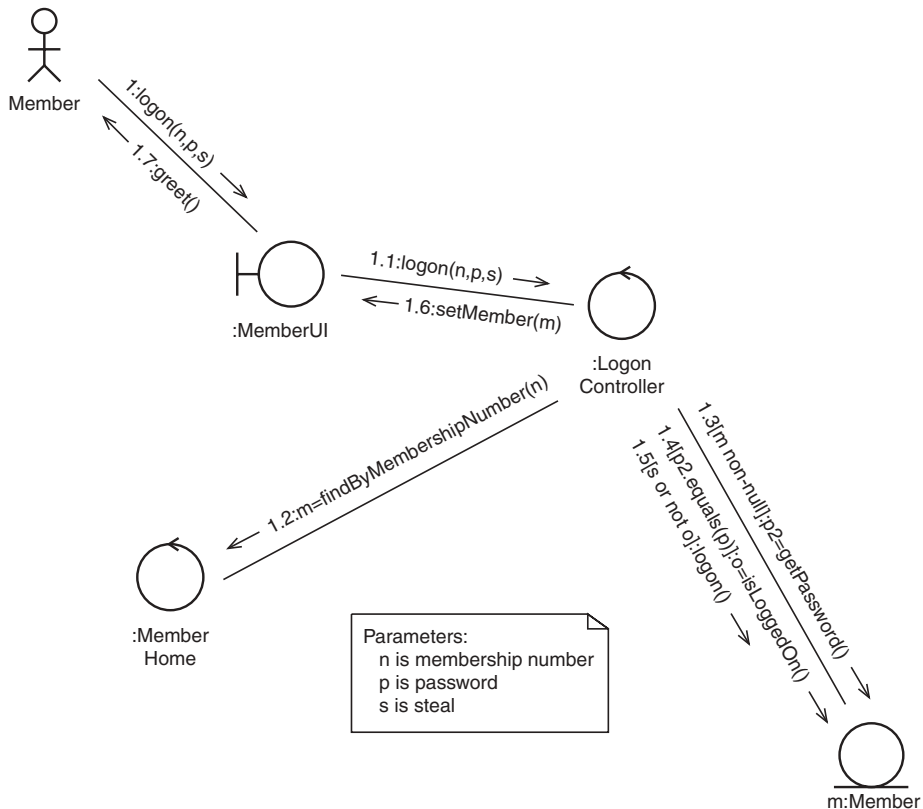 Member
1:logon(n,p,s)
1.7:greet()
:MemberUI
1.1:logon(n,p,s)
1.6:setMember(m)
:Logon
Controller
1.2:m=findByMembershipNumber(n)
:Member
Home
1.3[m non-null]:p2=getPassword()
1.4[p2.equals(p)]:o=isLoggedOn()
1.5[s or not o]:logon()
Parameters:
n is membership number
p is password
s is steal
m:Member